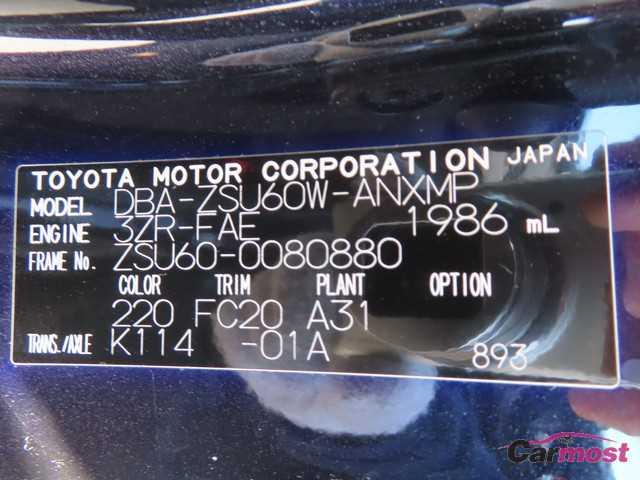 TOYOTA MOTOR CORPORATION JAPAN
MODEL DBA-ZSU60W-ANXMP
ENGINE 3ZR-FAE 1986 mL
FRAME No. ZSU60-0080880
COLOR TRIM PLANT OPTION
220 FC20 A31
TRANS./AXLE K114 -01A 893
Carmost